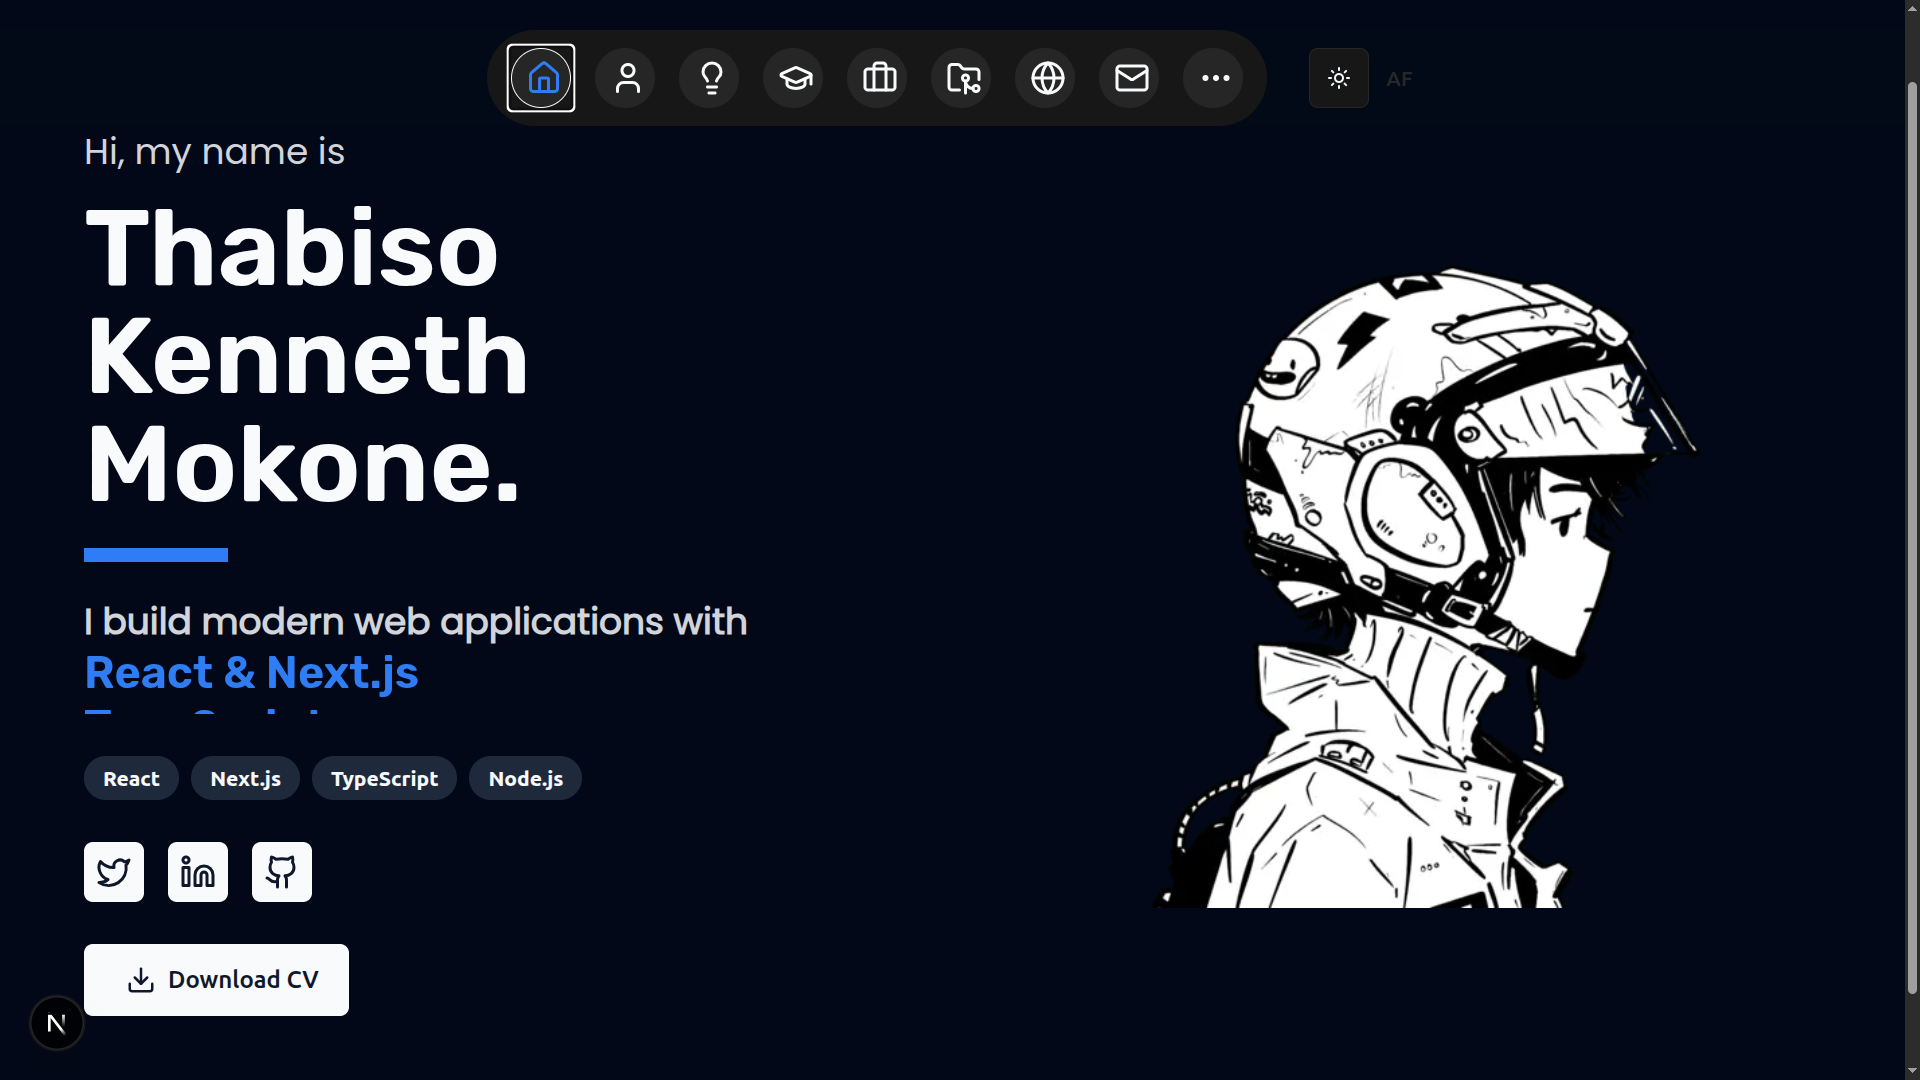 AF
Hi, my name is
Thabiso
Kenneth
Mokone.
I build modern web applications with
React & Next.js
React
Next.js
TypeScript
Node.js
Download CV
N